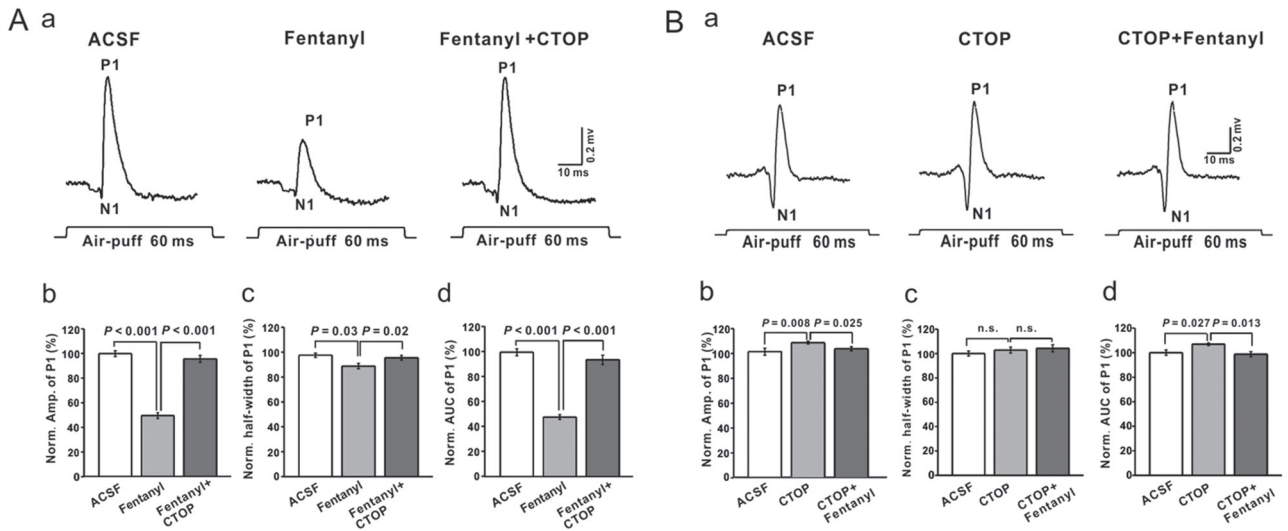 A a
ACSF Fentanyl Fentanyl +CTOP
P1 P1 P1
N1 N1 N1
0.2 mv
10 ms
Air-puff 60 ms Air-puff 60 ms Air-puff 60 ms
b
Norm. Amp. of P1 (%)
120
100
80
60
40
20
0
P < 0.001 P < 0.001
ACSF Fentanyl Fentanyl+
CTOP
c
Norm. half-width of P1 (%)
120
100
80
60
40
20
0
P = 0.03 P = 0.02
ACSF Fentanyl Fentanyl+
CTOP
d
Norm. AUC of P1 (%)
120
100
80
60
40
20
0
P < 0.001 P < 0.001
ACSF Fentanyl Fentanyl+
CTOP
B a
ACSF CTOP CTOP+Fentanyl
P1 P1 P1
N1 N1 N1
0.2 mv
10 ms
Air-puff 60 ms Air-puff 60 ms Air-puff 60 ms
b
Norm. Amp. of P1 (%)
120
100
80
60
40
20
0
P = 0.008 P = 0.025
ACSF CTOP CTOP+
Fentanyl
c
Norm. half-width of P1 (%)
120
100
80
60
40
20
0
n.s. n.s.
ACSF CTOP CTOP+
Fentanyl
d
Norm. AUC of P1 (%)
120
100
80
60
40
20
0
P = 0.027 P = 0.013
ACSF CTOP CTOP+
Fentanyl